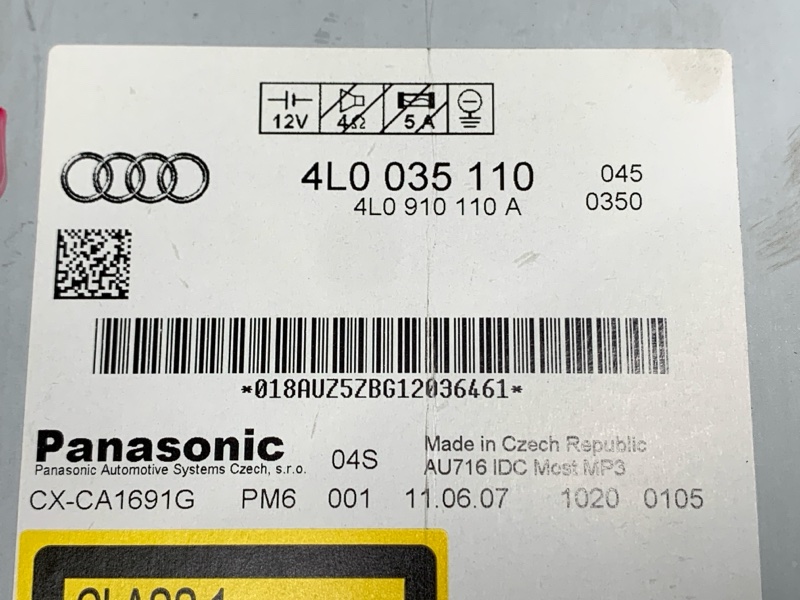 12V 4Ω 5A
4L0 035 110 045
4L0 910 110 A 0350
*018AUZ5ZBG12036461*
Panasonic 04S Made in Czech Republic
Panasonic Automotive Systems Czech, s.r.o. AU716 IDC Most MP3
CX-CA1691G PM6 001 11.06.07 1020 0105